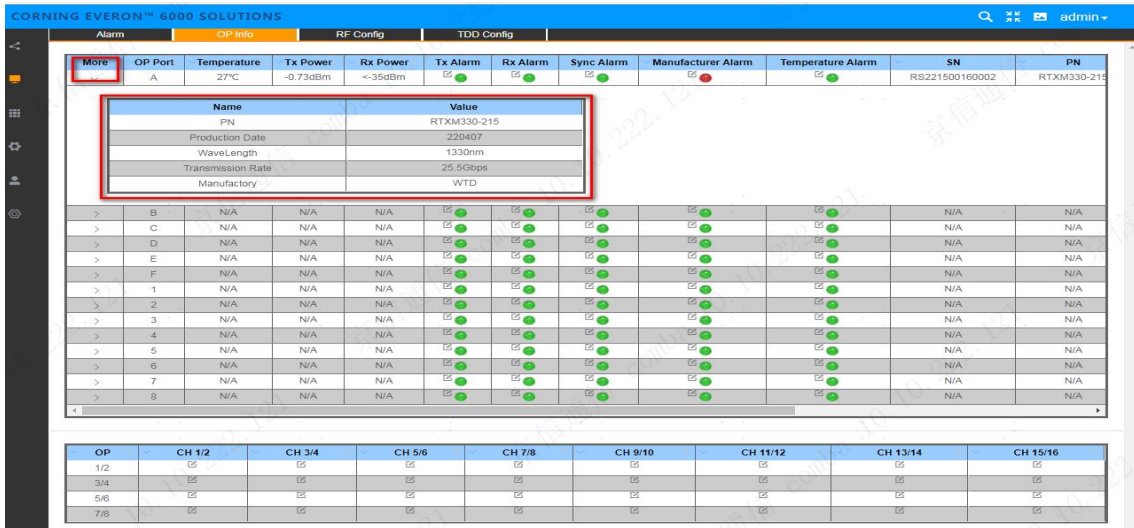 CORNING EVERON™ 6000 SOLUTIONS admin
Alarm OP Info RF Config TDD Config
More OP Port Temperature Tx Power Rx Power Tx Alarm Rx Alarm Sync Alarm Manufacturer Alarm Temperature Alarm SN PN
A 27℃ -0.73dBm <-35dBm RS221500160002 RTXM330-215
Name Value
PN RTXM330-215
Production Date 220407
WaveLength 1330nm
Transmission Rate 25.5Gbps
Manufactory WTD
> B N/A N/A N/A N/A N/A
> C N/A N/A N/A N/A N/A
> D N/A N/A N/A N/A N/A
> E N/A N/A N/A N/A N/A
> F N/A N/A N/A N/A N/A
> 1 N/A N/A N/A N/A N/A
> 2 N/A N/A N/A N/A N/A
> 3 N/A N/A N/A N/A N/A
> 4 N/A N/A N/A N/A N/A
> 5 N/A N/A N/A N/A N/A
> 6 N/A N/A N/A N/A N/A
> 7 N/A N/A N/A N/A N/A
> 8 N/A N/A N/A N/A N/A
OP CH 1/2 CH 3/4 CH 5/6 CH 7/8 CH 9/10 CH 11/12 CH 13/14 CH 15/16
1/2
3/4
5/6
7/8